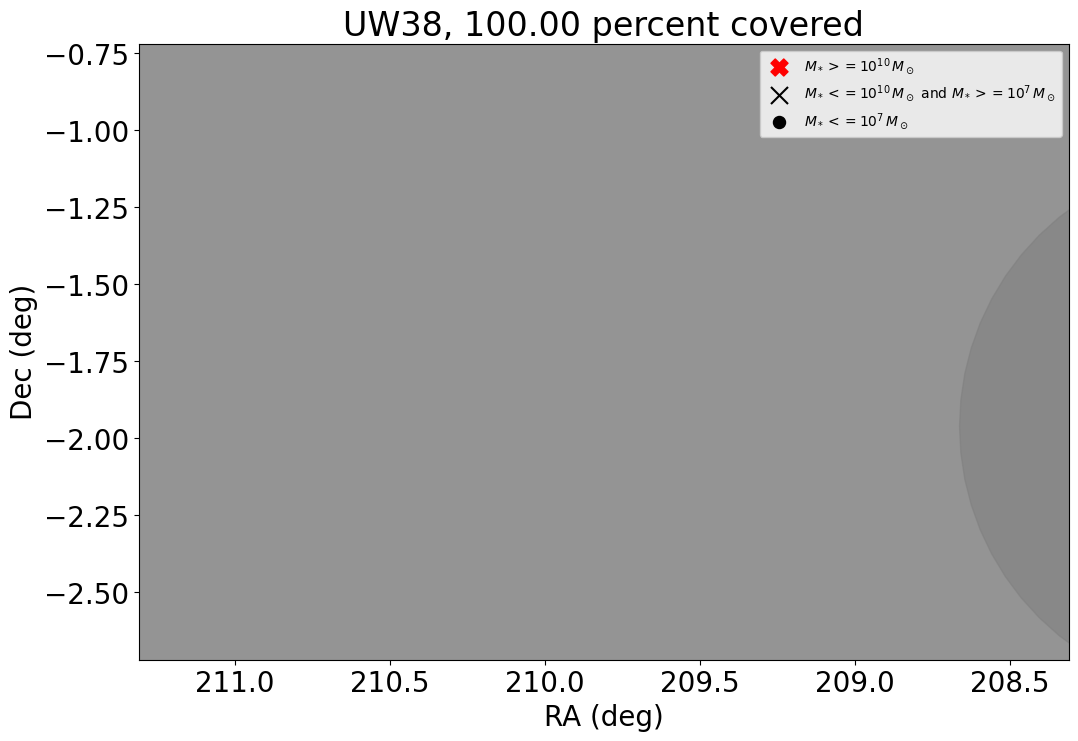 UW38, 100.00 percent covered
M* >= 10^10 M⊙
M* <= 10^10 M⊙ and M* >= 10^7 M⊙
M* <= 10^7 M⊙
−0.75
−1.00
−1.25
−1.50
−1.75
−2.00
−2.25
−2.50
Dec (deg)
211.0 210.5 210.0 209.5 209.0 208.5
RA (deg)